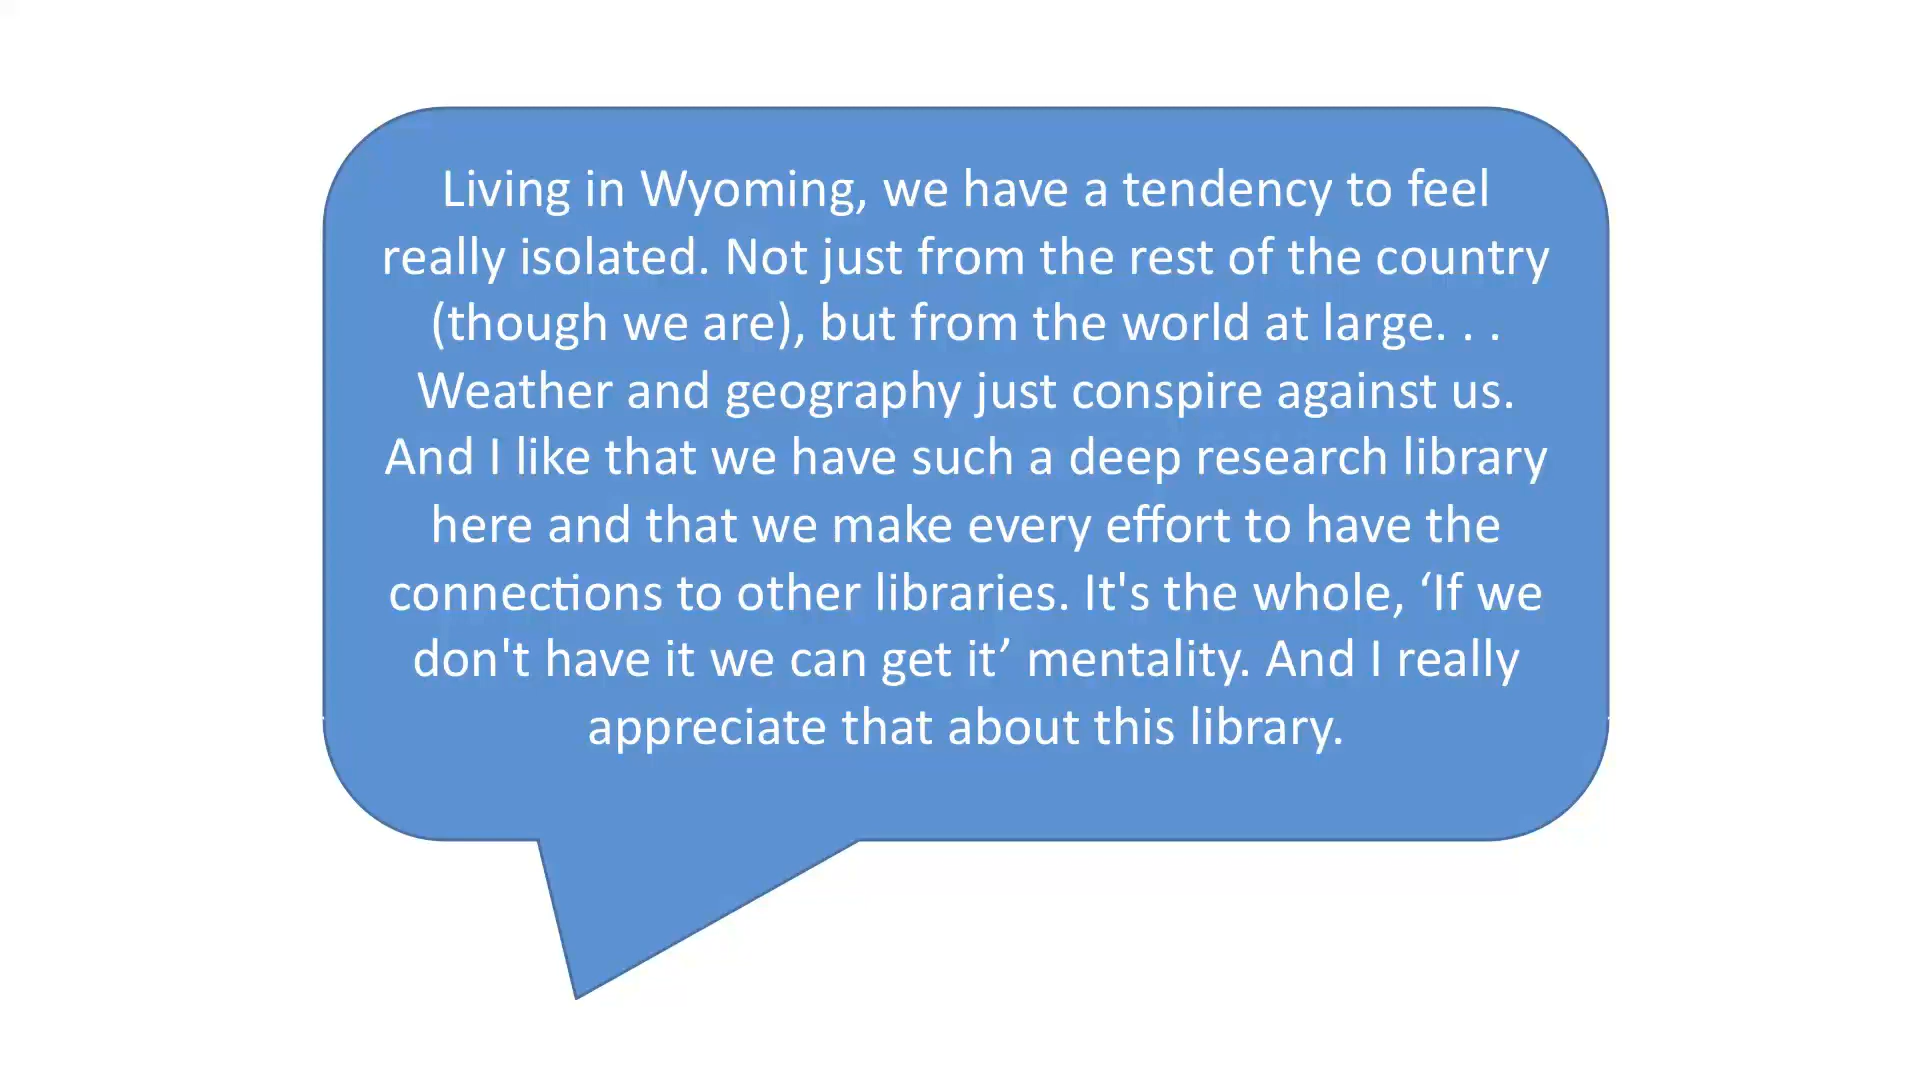 Living in Wyoming, we have a tendency to feel
really isolated. Not just from the rest of the country
(though we are), but from the world at large. . .
Weather and geography just conspire against us.
And I like that we have such a deep research library
here and that we make every effort to have the
connections to other libraries. It's the whole, ‘If we
don't have it we can get it’ mentality. And I really
appreciate that about this library.